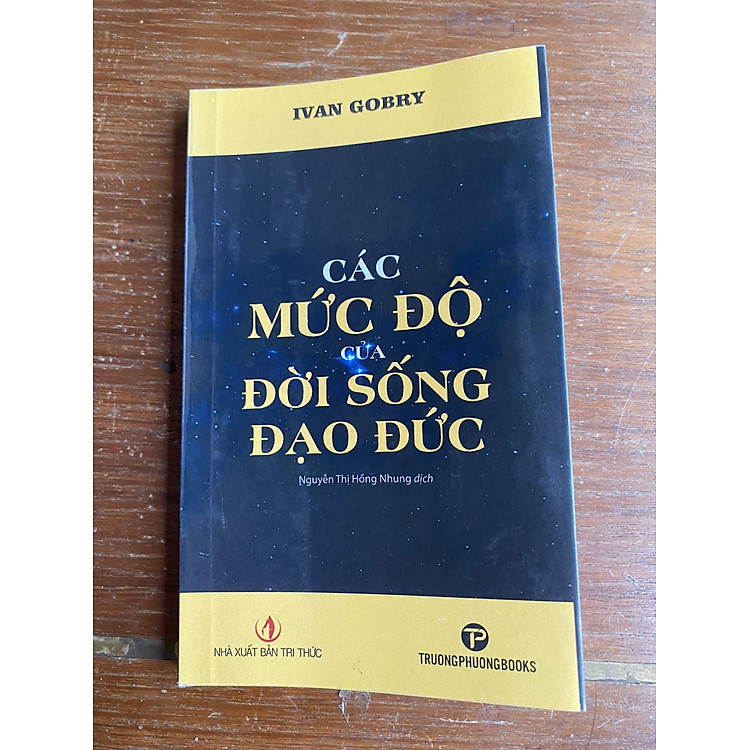 IVAN GOBRY
CÁC
MỨC ĐỘ
CỦA
ĐỜI SỐNG
ĐẠO ĐỨC
Nguyễn Thị Hồng Nhung dịch
NHÀ XUẤT BẢN TRI THỨC
TP
TRUONGPHUONGBOOKS